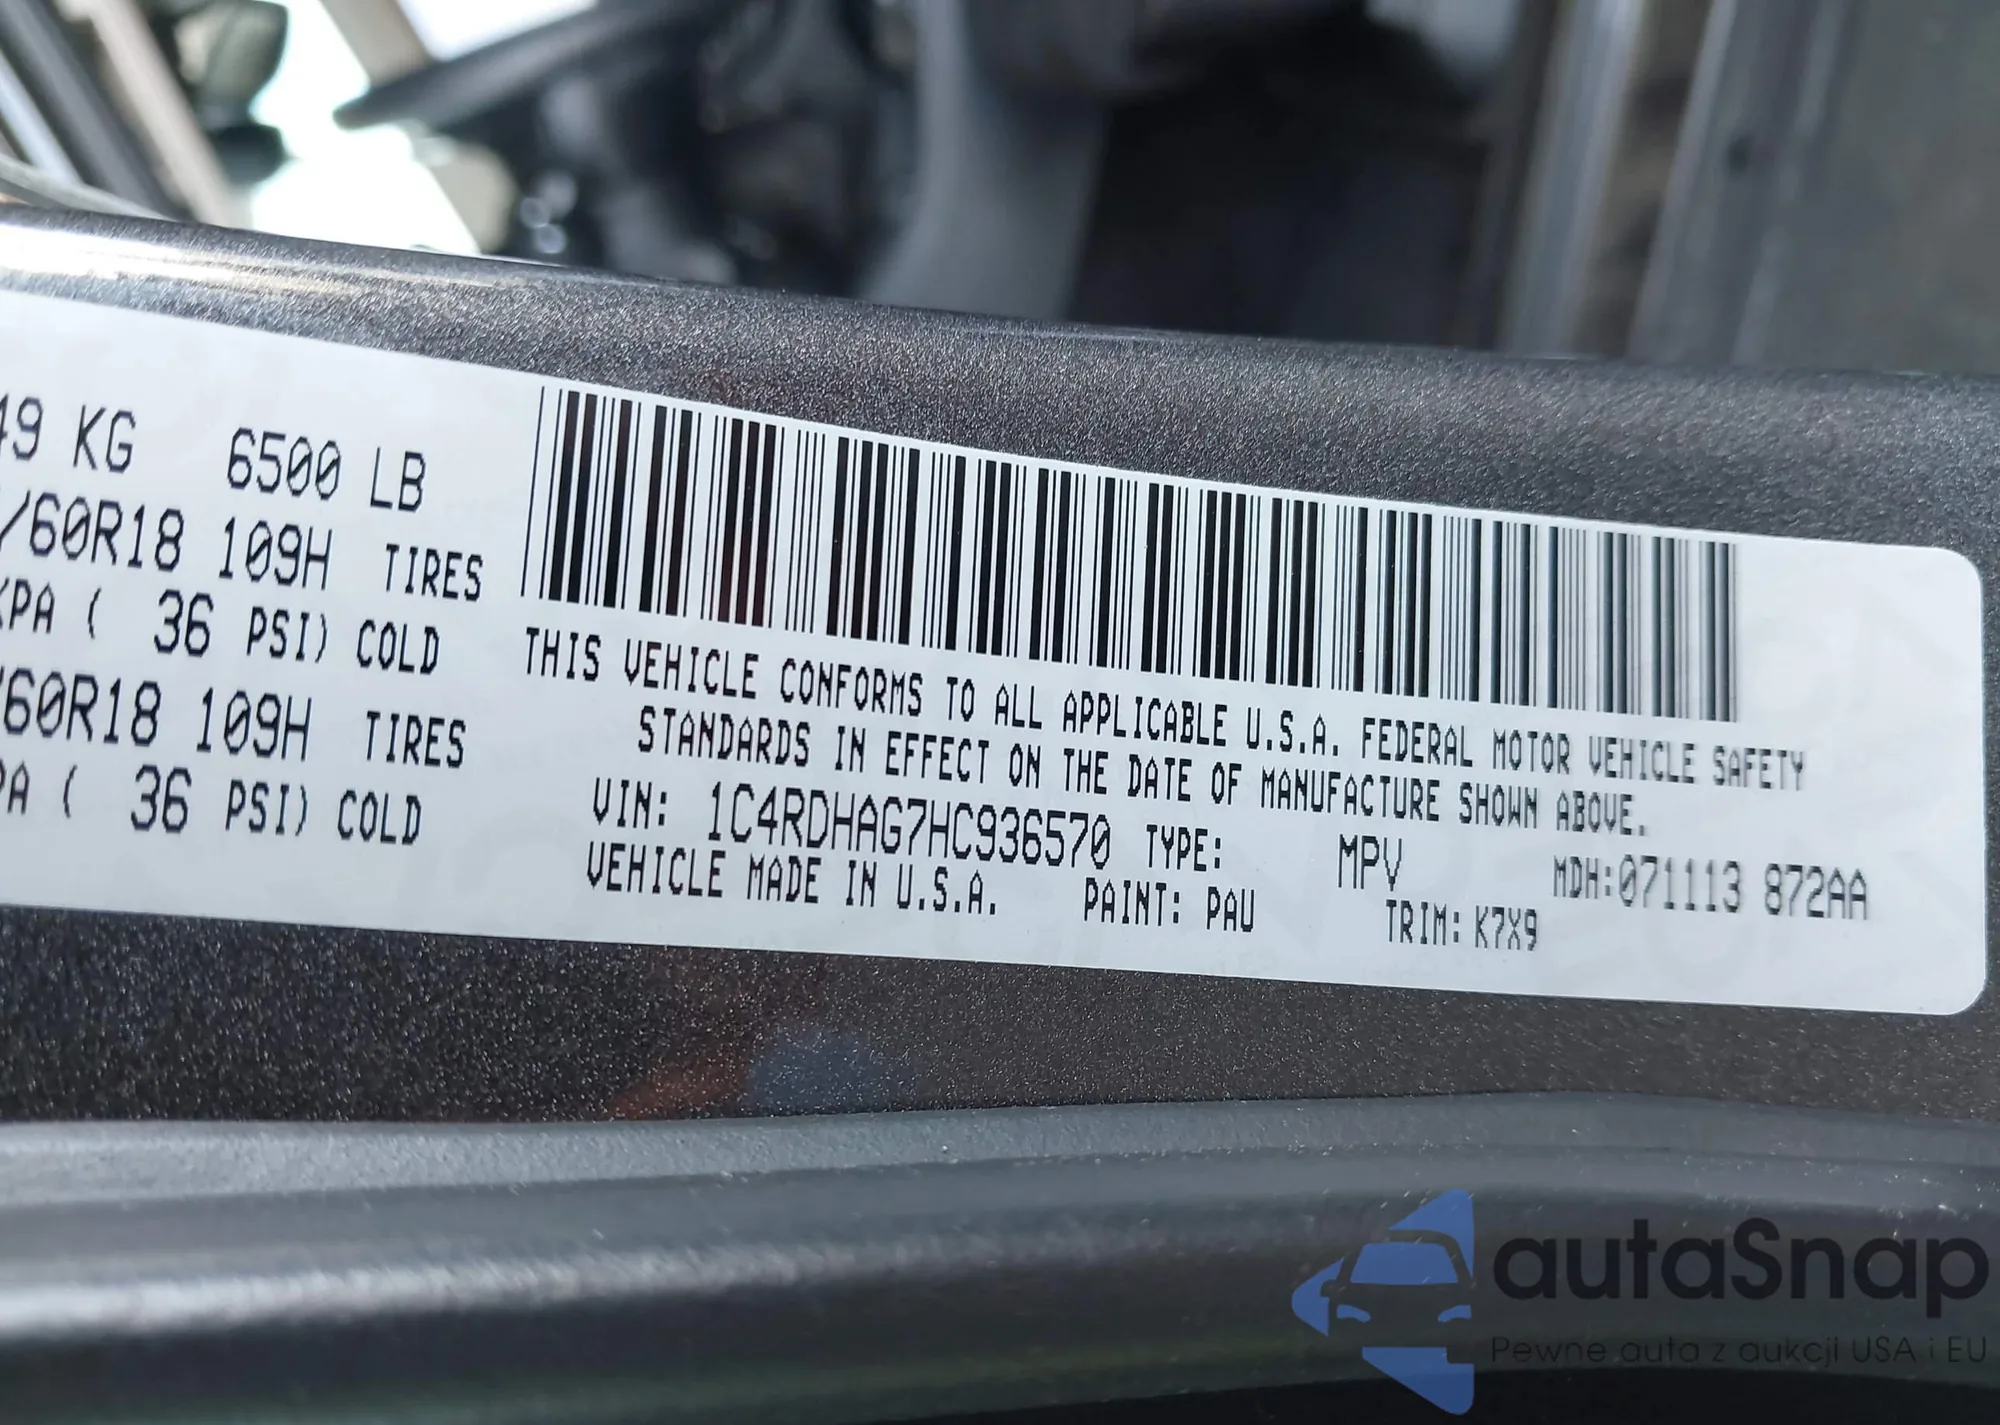 49 KG 6500 LB
/60R18 109H TIRES
KPA ( 36 PSI) COLD
/60R18 109H TIRES
PA ( 36 PSI) COLD
THIS VEHICLE CONFORMS TO ALL APPLICABLE U.S.A. FEDERAL MOTOR VEHICLE SAFETY
STANDARDS IN EFFECT ON THE DATE OF MANUFACTURE SHOWN ABOVE.
VIN: 1C4RDHAG7HC936570 TYPE: MPV MDH:071113 872AA
VEHICLE MADE IN U.S.A. PAINT: PAU TRIM: K7X9
autaSnap
Pewne auta z aukcji USA i EU